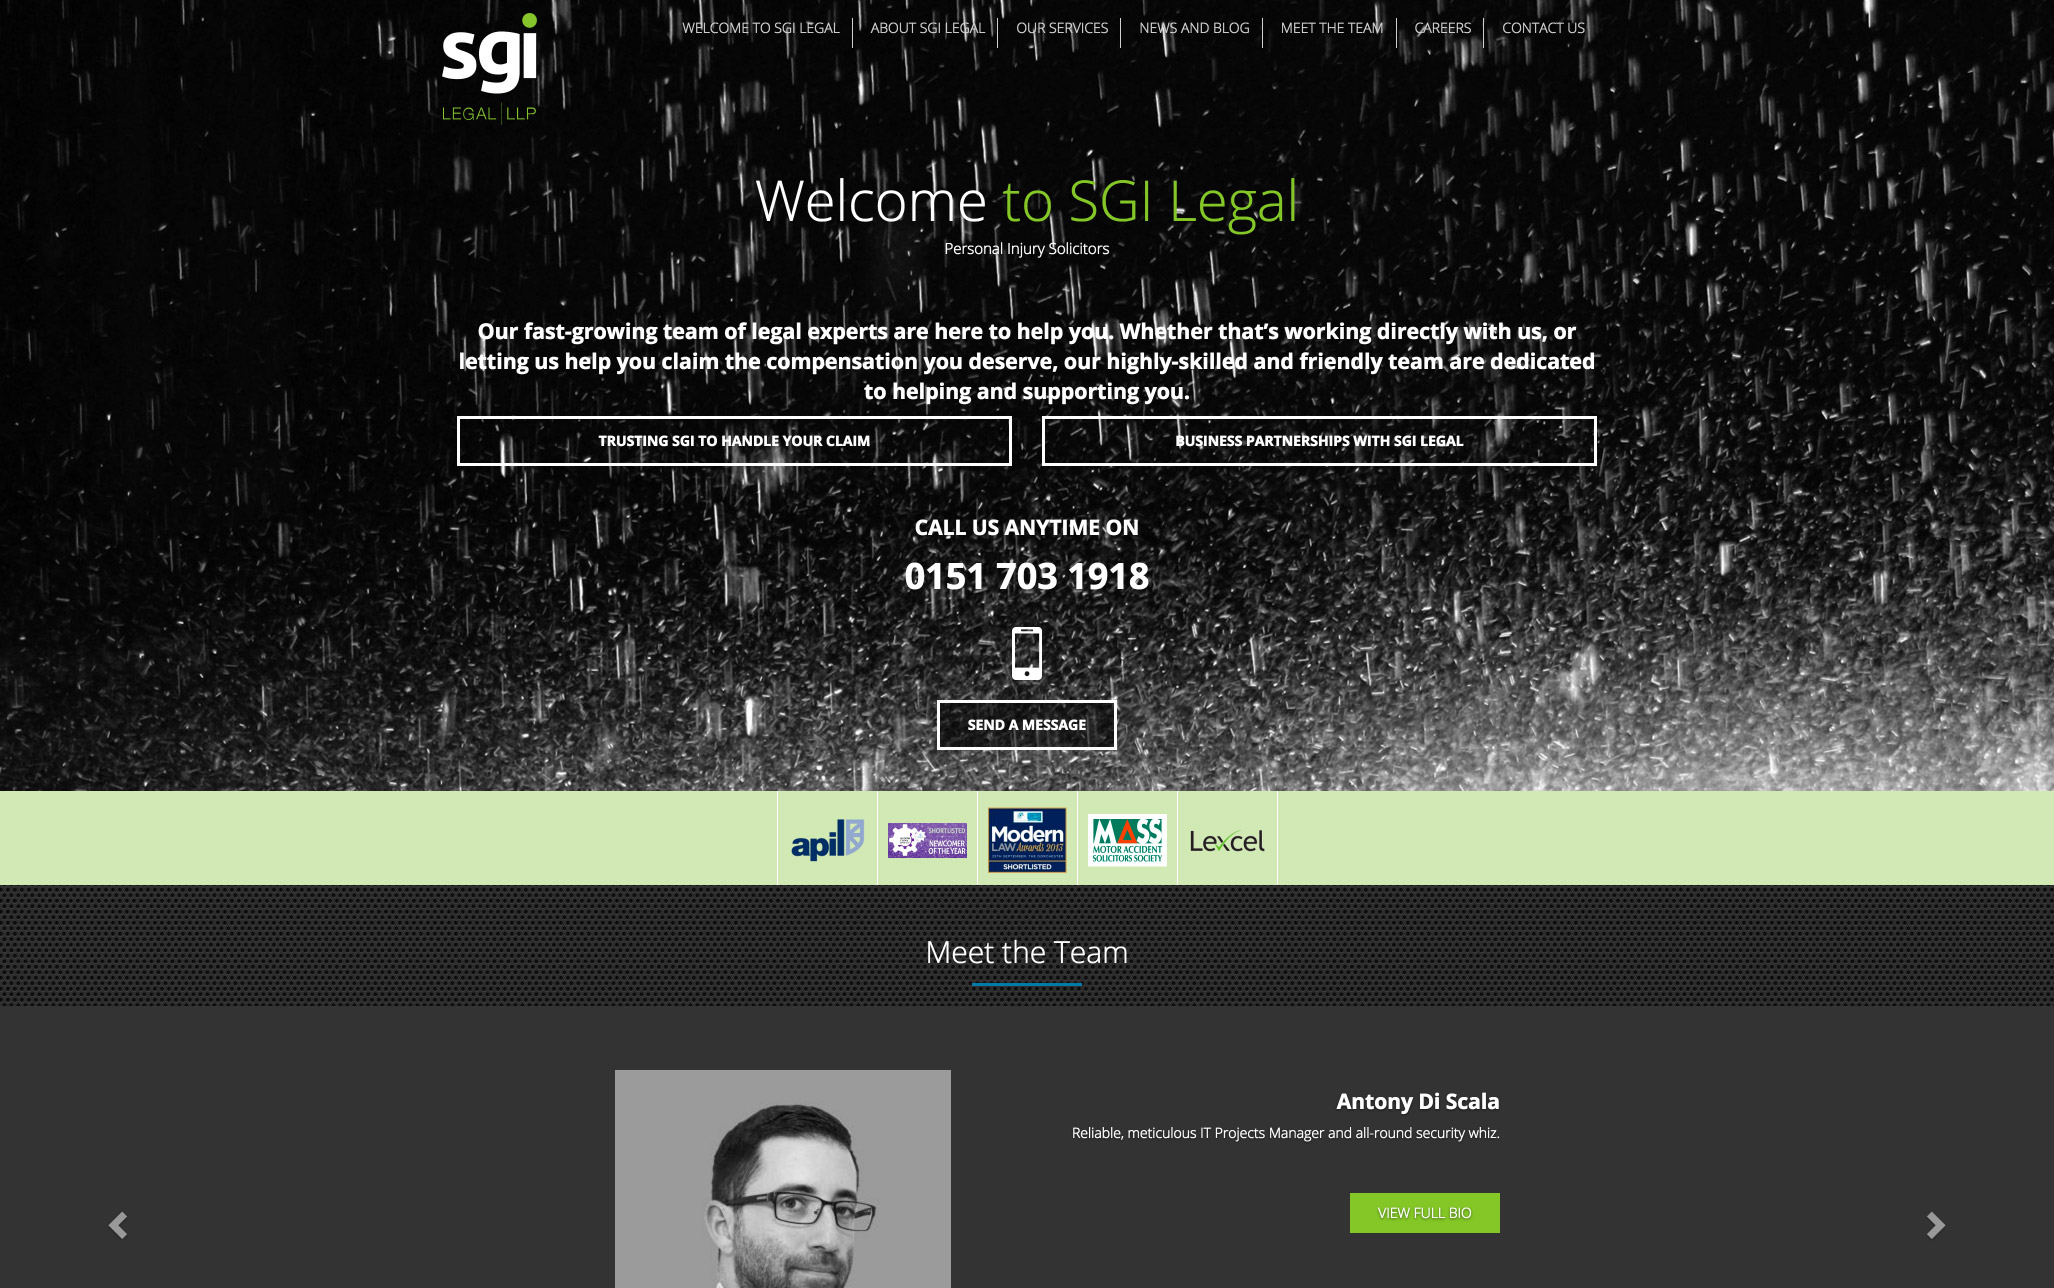 sgi
LEGAL LLP
WELCOME TO SGI LEGAL
ABOUT SGI LEGAL
OUR SERVICES
NEWS AND BLOG
MEET THE TEAM
CAREERS
CONTACT US
Welcome to SGI Legal
Personal Injury Solicitors
Our fast-growing team of legal experts are here to help you. Whether that's working directly with us, or
letting us help you claim the compensation you deserve, our highly-skilled and friendly team are dedicated
to helping and supporting you.
TRUSTING SGI TO HANDLE YOUR CLAIM
BUSINESS PARTNERSHIPS WITH SGI LEGAL
CALL US ANYTIME ON
0151 703 1918
SEND A MESSAGE
apil
SHORTLISTED
NEWCOMER
OF THE YEAR
Modern
LAW Awards 2013
SHORTLISTED
MASS
MOTOR ACCIDENT
SOLICITORS SOCIETY
Lexcel
Meet the Team
Antony Di Scala
Reliable, meticulous IT Projects Manager and all-round security whiz.
VIEW FULL BIO